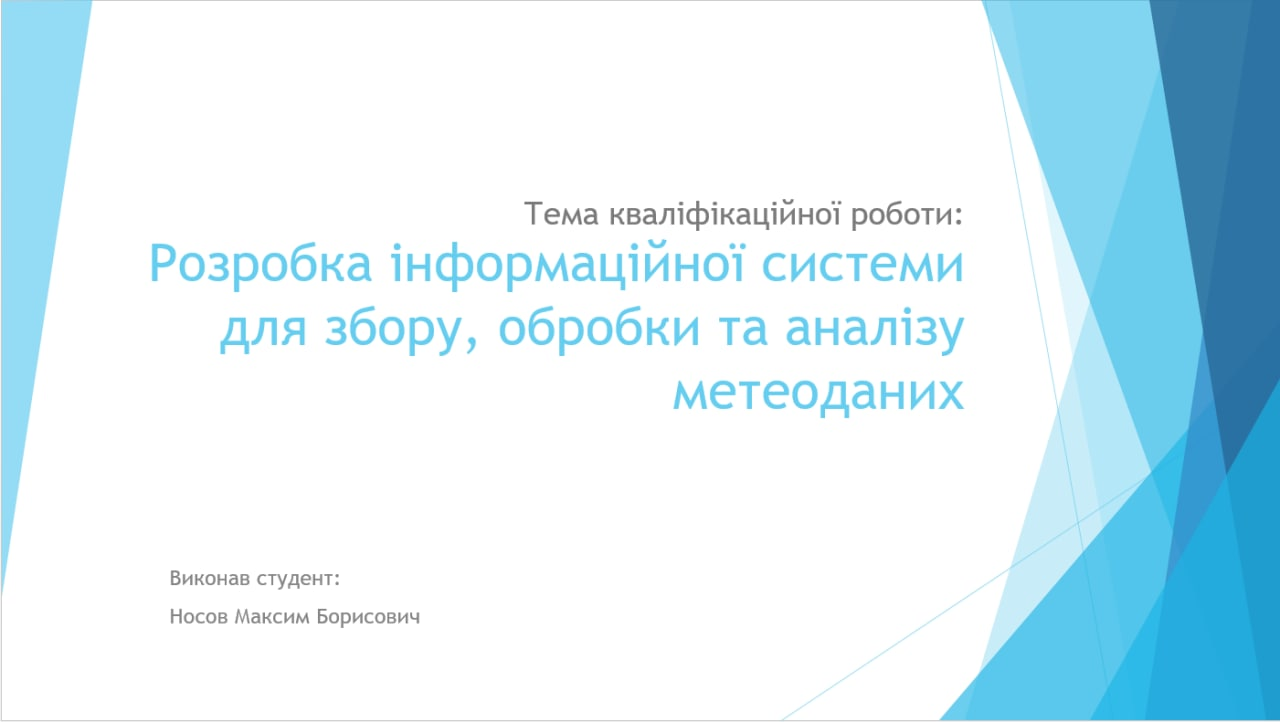 Тема кваліфікаційної роботи:
Розробка інформаційної системи
для збору, обробки та аналізу
метеоданих
Виконав студент:
Носов Максим Борисович